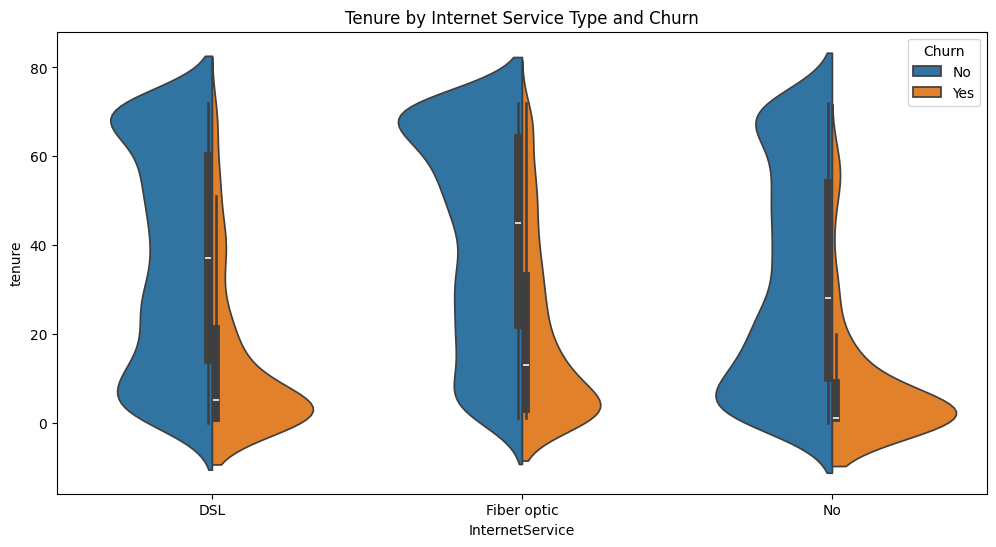 Tenure by Internet Service Type and Churn
Churn
No
Yes
80
60
40
20
0
tenure
DSL
Fiber optic
No
InternetService